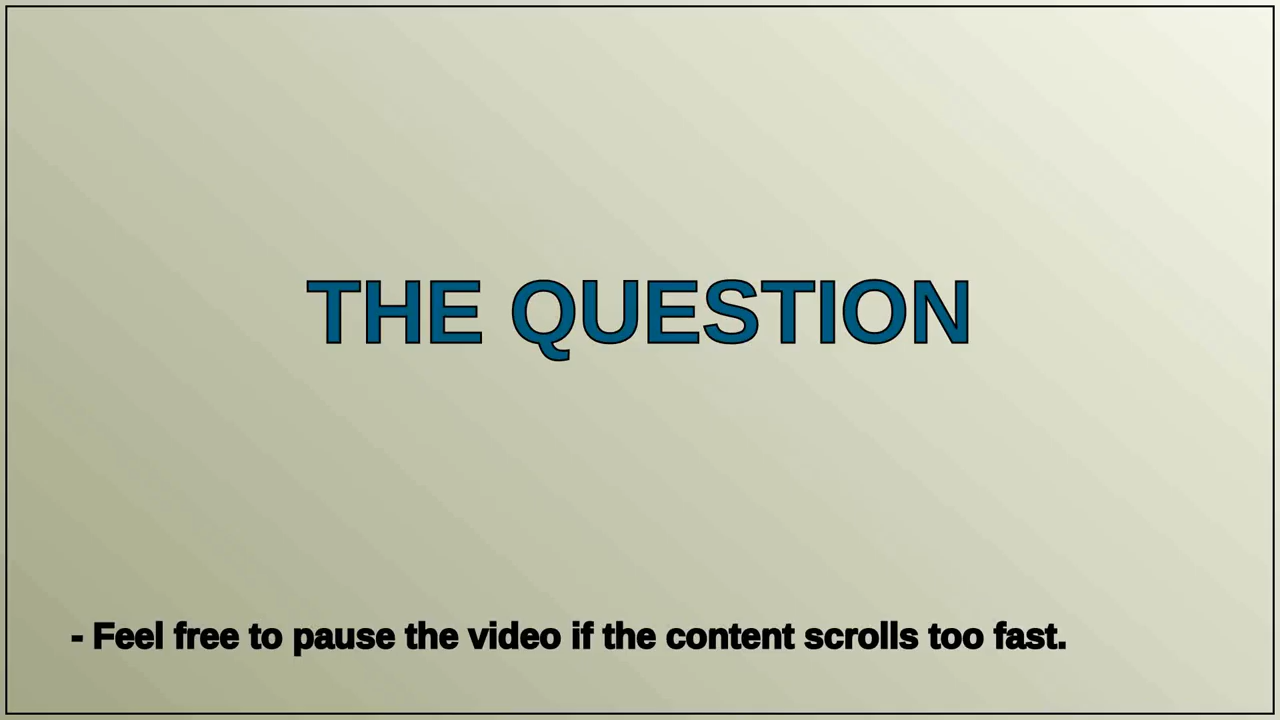 THE QUESTION
- Feel free to pause the video if the content scrolls too fast.